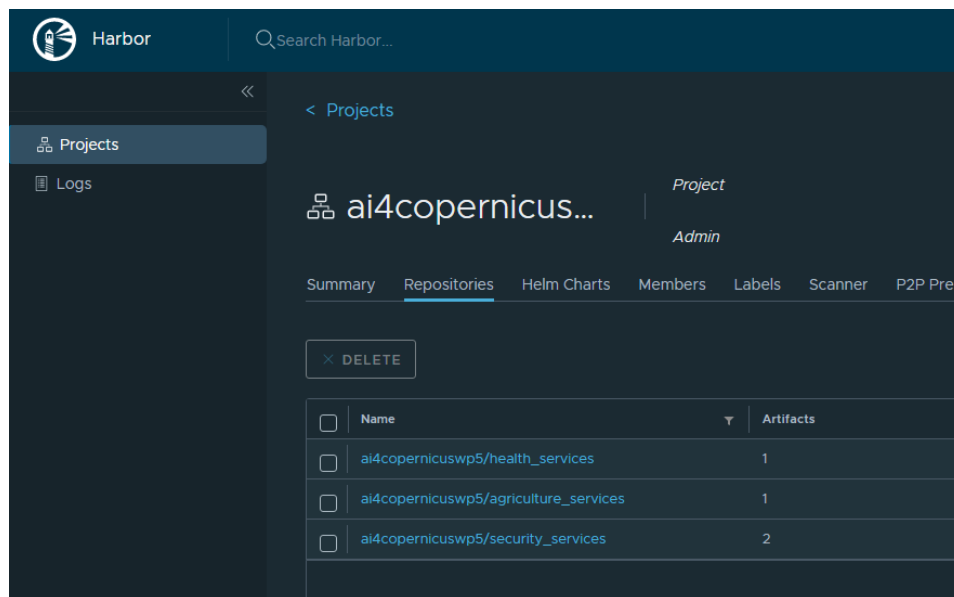 Harbor
Search Harbor...
Projects
Logs
< Projects
ai4copernicus...
Project
Admin
Summary Repositories Helm Charts Members Labels Scanner P2P Pre
DELETE
Name Artifacts
ai4copernicuswp5/health_services 1
ai4copernicuswp5/agriculture_services 1
ai4copernicuswp5/security_services 2